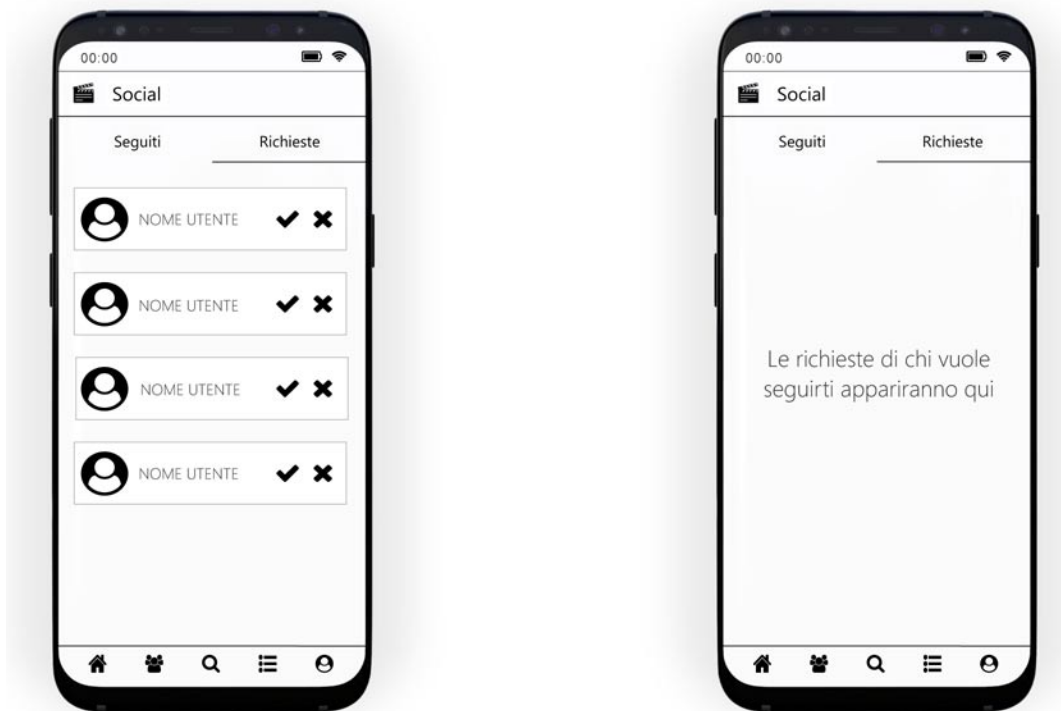 00:00
Social
Seguiti Richieste
NOME UTENTE
NOME UTENTE
NOME UTENTE
NOME UTENTE
00:00
Social
Seguiti Richieste
Le richieste di chi vuole
seguirti appariranno qui